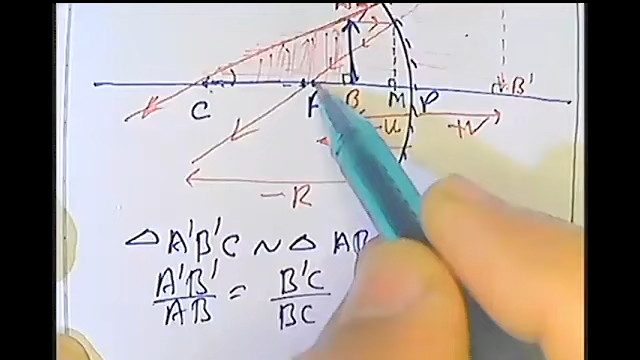 C F B M P B'
-u +v
-R
△ A'B'C ~ △ AB
A'B' / AB = B'C / BC